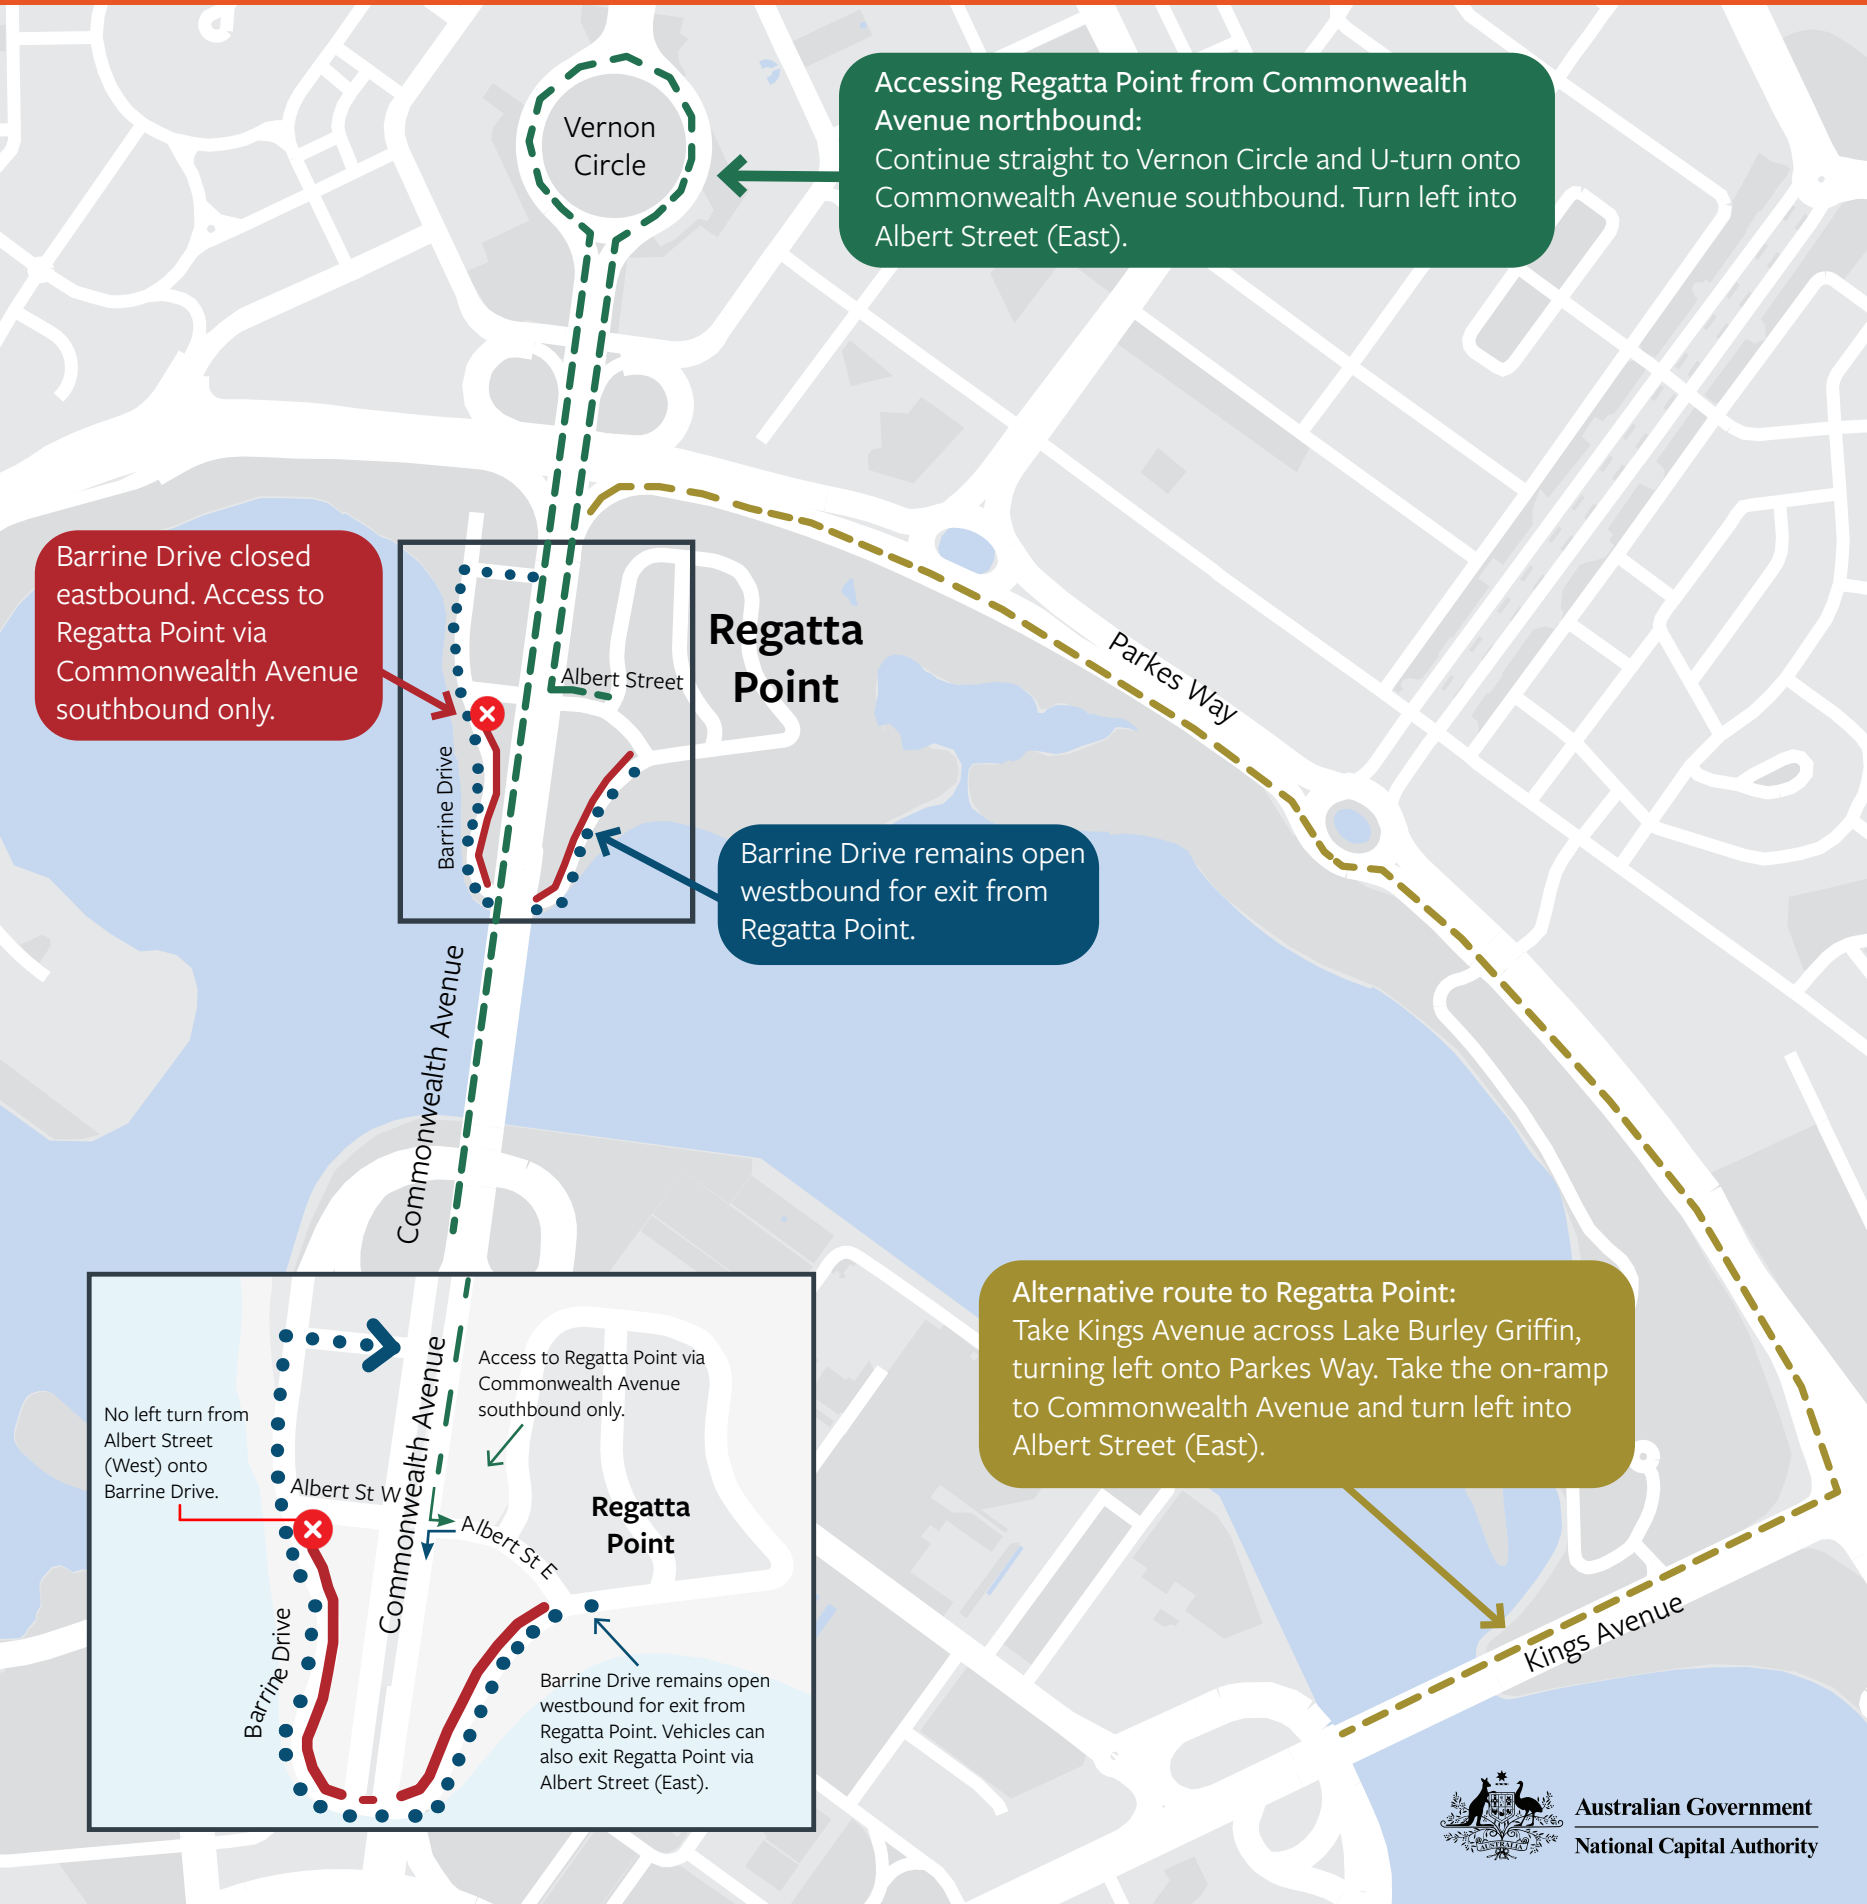 Vernon
Circle
Accessing Regatta Point from Commonwealth
Avenue northbound:
Continue straight to Vernon Circle and U-turn onto
Commonwealth Avenue southbound. Turn left into
Albert Street (East).
Barrine Drive closed
eastbound. Access to
Regatta Point via
Commonwealth Avenue
southbound only.
Regatta
Point
Albert Street
Parkes Way
Barrine Drive
Barrine Drive remains open
westbound for exit from
Regatta Point.
Commonwealth Avenue
Alternative route to Regatta Point:
Take Kings Avenue across Lake Burley Griffin,
turning left onto Parkes Way. Take the on-ramp
to Commonwealth Avenue and turn left into
Albert Street (East).
Kings Avenue
Access to Regatta Point via
Commonwealth Avenue
southbound only.
No left turn from
Albert Street
(West) onto
Barrine Drive.
Albert St W
Commonwealth Avenue
Albert St E
Regatta
Point
Barrine Drive
Barrine Drive remains open
westbound for exit from
Regatta Point. Vehicles can
also exit Regatta Point via
Albert Street (East).
AUSTRALIA
Australian Government
National Capital Authority